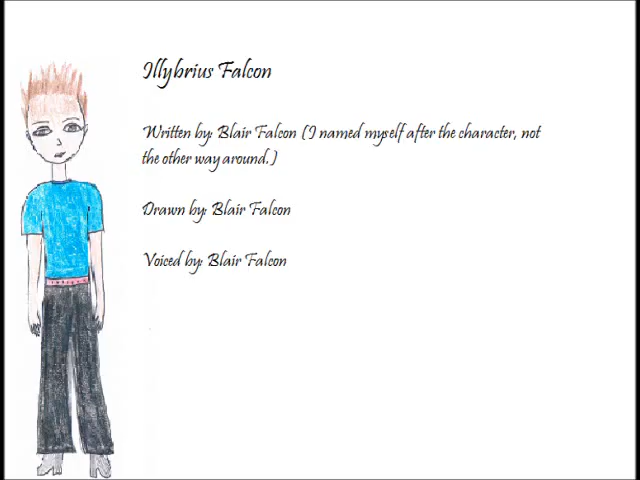 Illybrius Falcon
Written by: Blair Falcon (I named myself after the character, not
the other way around.)
Drawn by: Blair Falcon
Voiced by: Blair Falcon